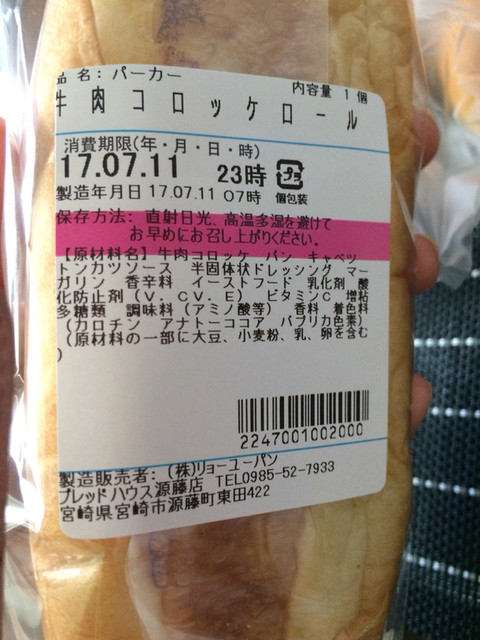 品名：パーカー
内容量 1個
牛肉コロッケロール
消費期限(年・月・日・時)
17.07.11 23時
プラ
製造年月日 17.07.11 07時 個包装
保存方法: 直射日光、高温多湿を避けて
お早めにお召し上がりください。
【原材料名】牛肉コロッケ パン キャベツ
トンカツソース 半固体状ドレッシング マー
ガリン 香辛料 イーストフード 乳化剤 酸
化防止剤（V．CV．E） ビタミンC 増粘
多糖類 調味料（アミノ酸等） 香料 着色料
（カロチン アナトーココア パプリカ色素）
（原材料の一部に大豆、小麦粉、乳、卵を含む
）
2247001002000
製造販売者: (株)リョーユーパン
ブレッドハウス源藤店 TEL0985-52-7933
宮崎県宮崎市源藤町東田422